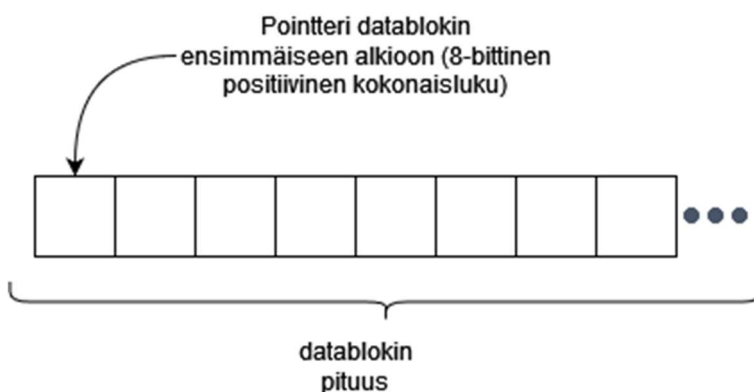 Pointteri datablokin
ensimmäiseen alkioon (8-bittinen
positiivinen kokonaisluku)
datablokin
pituus